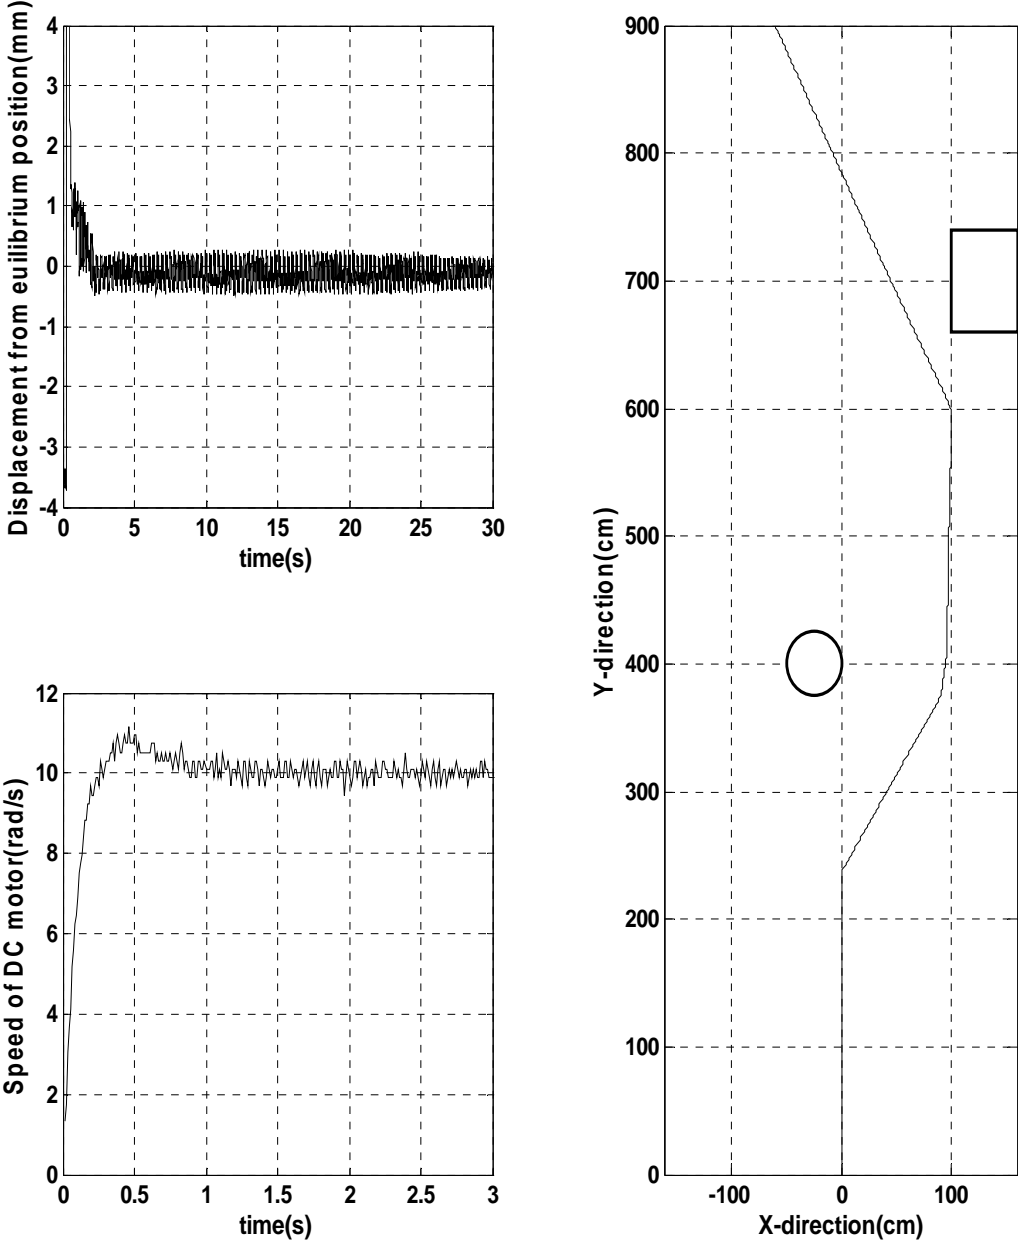 Displacement from euilibrium position(mm)
4
3
2
1
0
-1
-2
-3
-4
0 5 10 15 20 25 30
time(s)
Speed of DC motor(rad/s)
12
10
8
6
4
2
0
0 0.5 1 1.5 2 2.5 3
time(s)
Y-direction(cm)
900
800
700
600
500
400
300
200
100
0
-100 0 100
X-direction(cm)